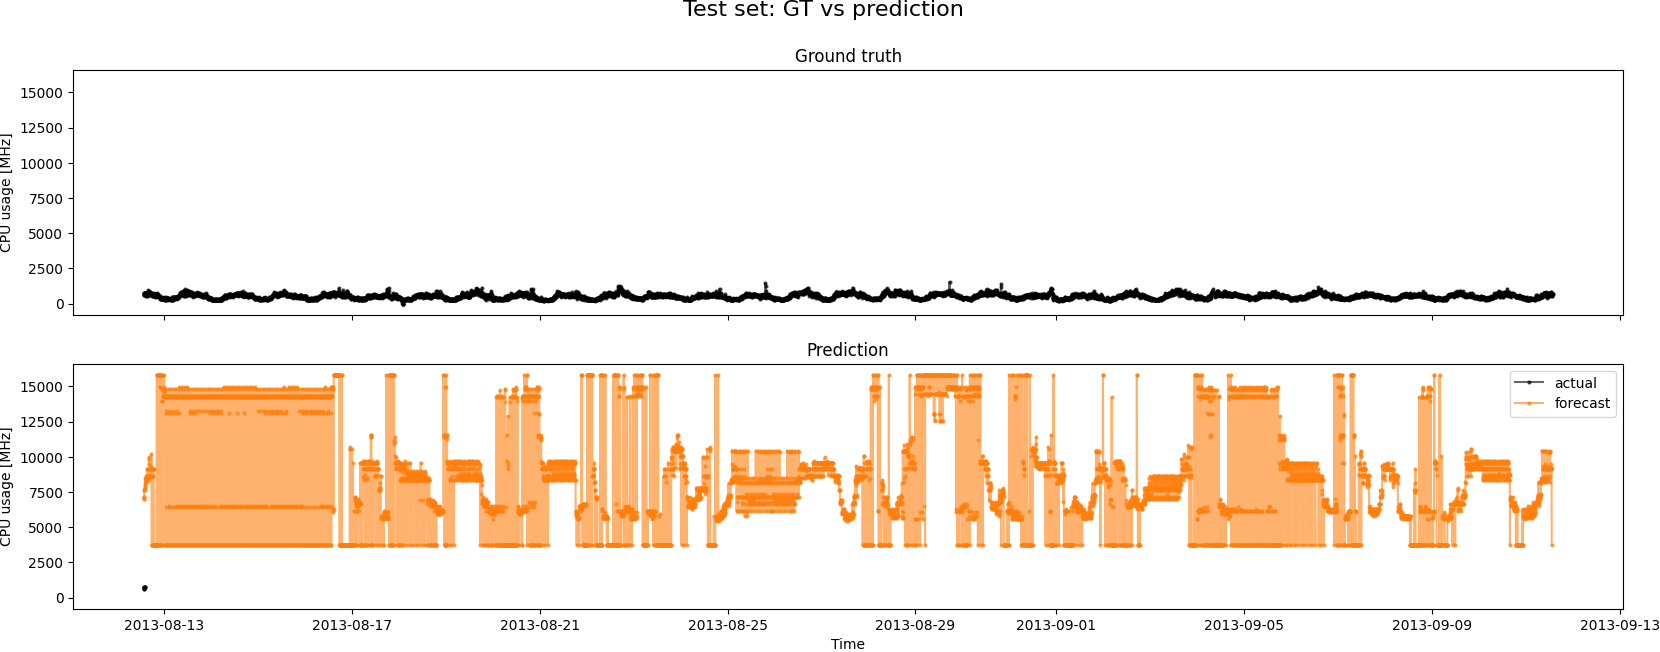 Test set: GT vs prediction
Ground truth
CPU usage [MHz]
15000
12500
10000
7500
5000
2500
0
Prediction
CPU usage [MHz]
15000
12500
10000
7500
5000
2500
0
actual
forecast
2013-08-13 2013-08-17 2013-08-21 2013-08-25 2013-08-29 2013-09-01 2013-09-05 2013-09-09 2013-09-13
Time